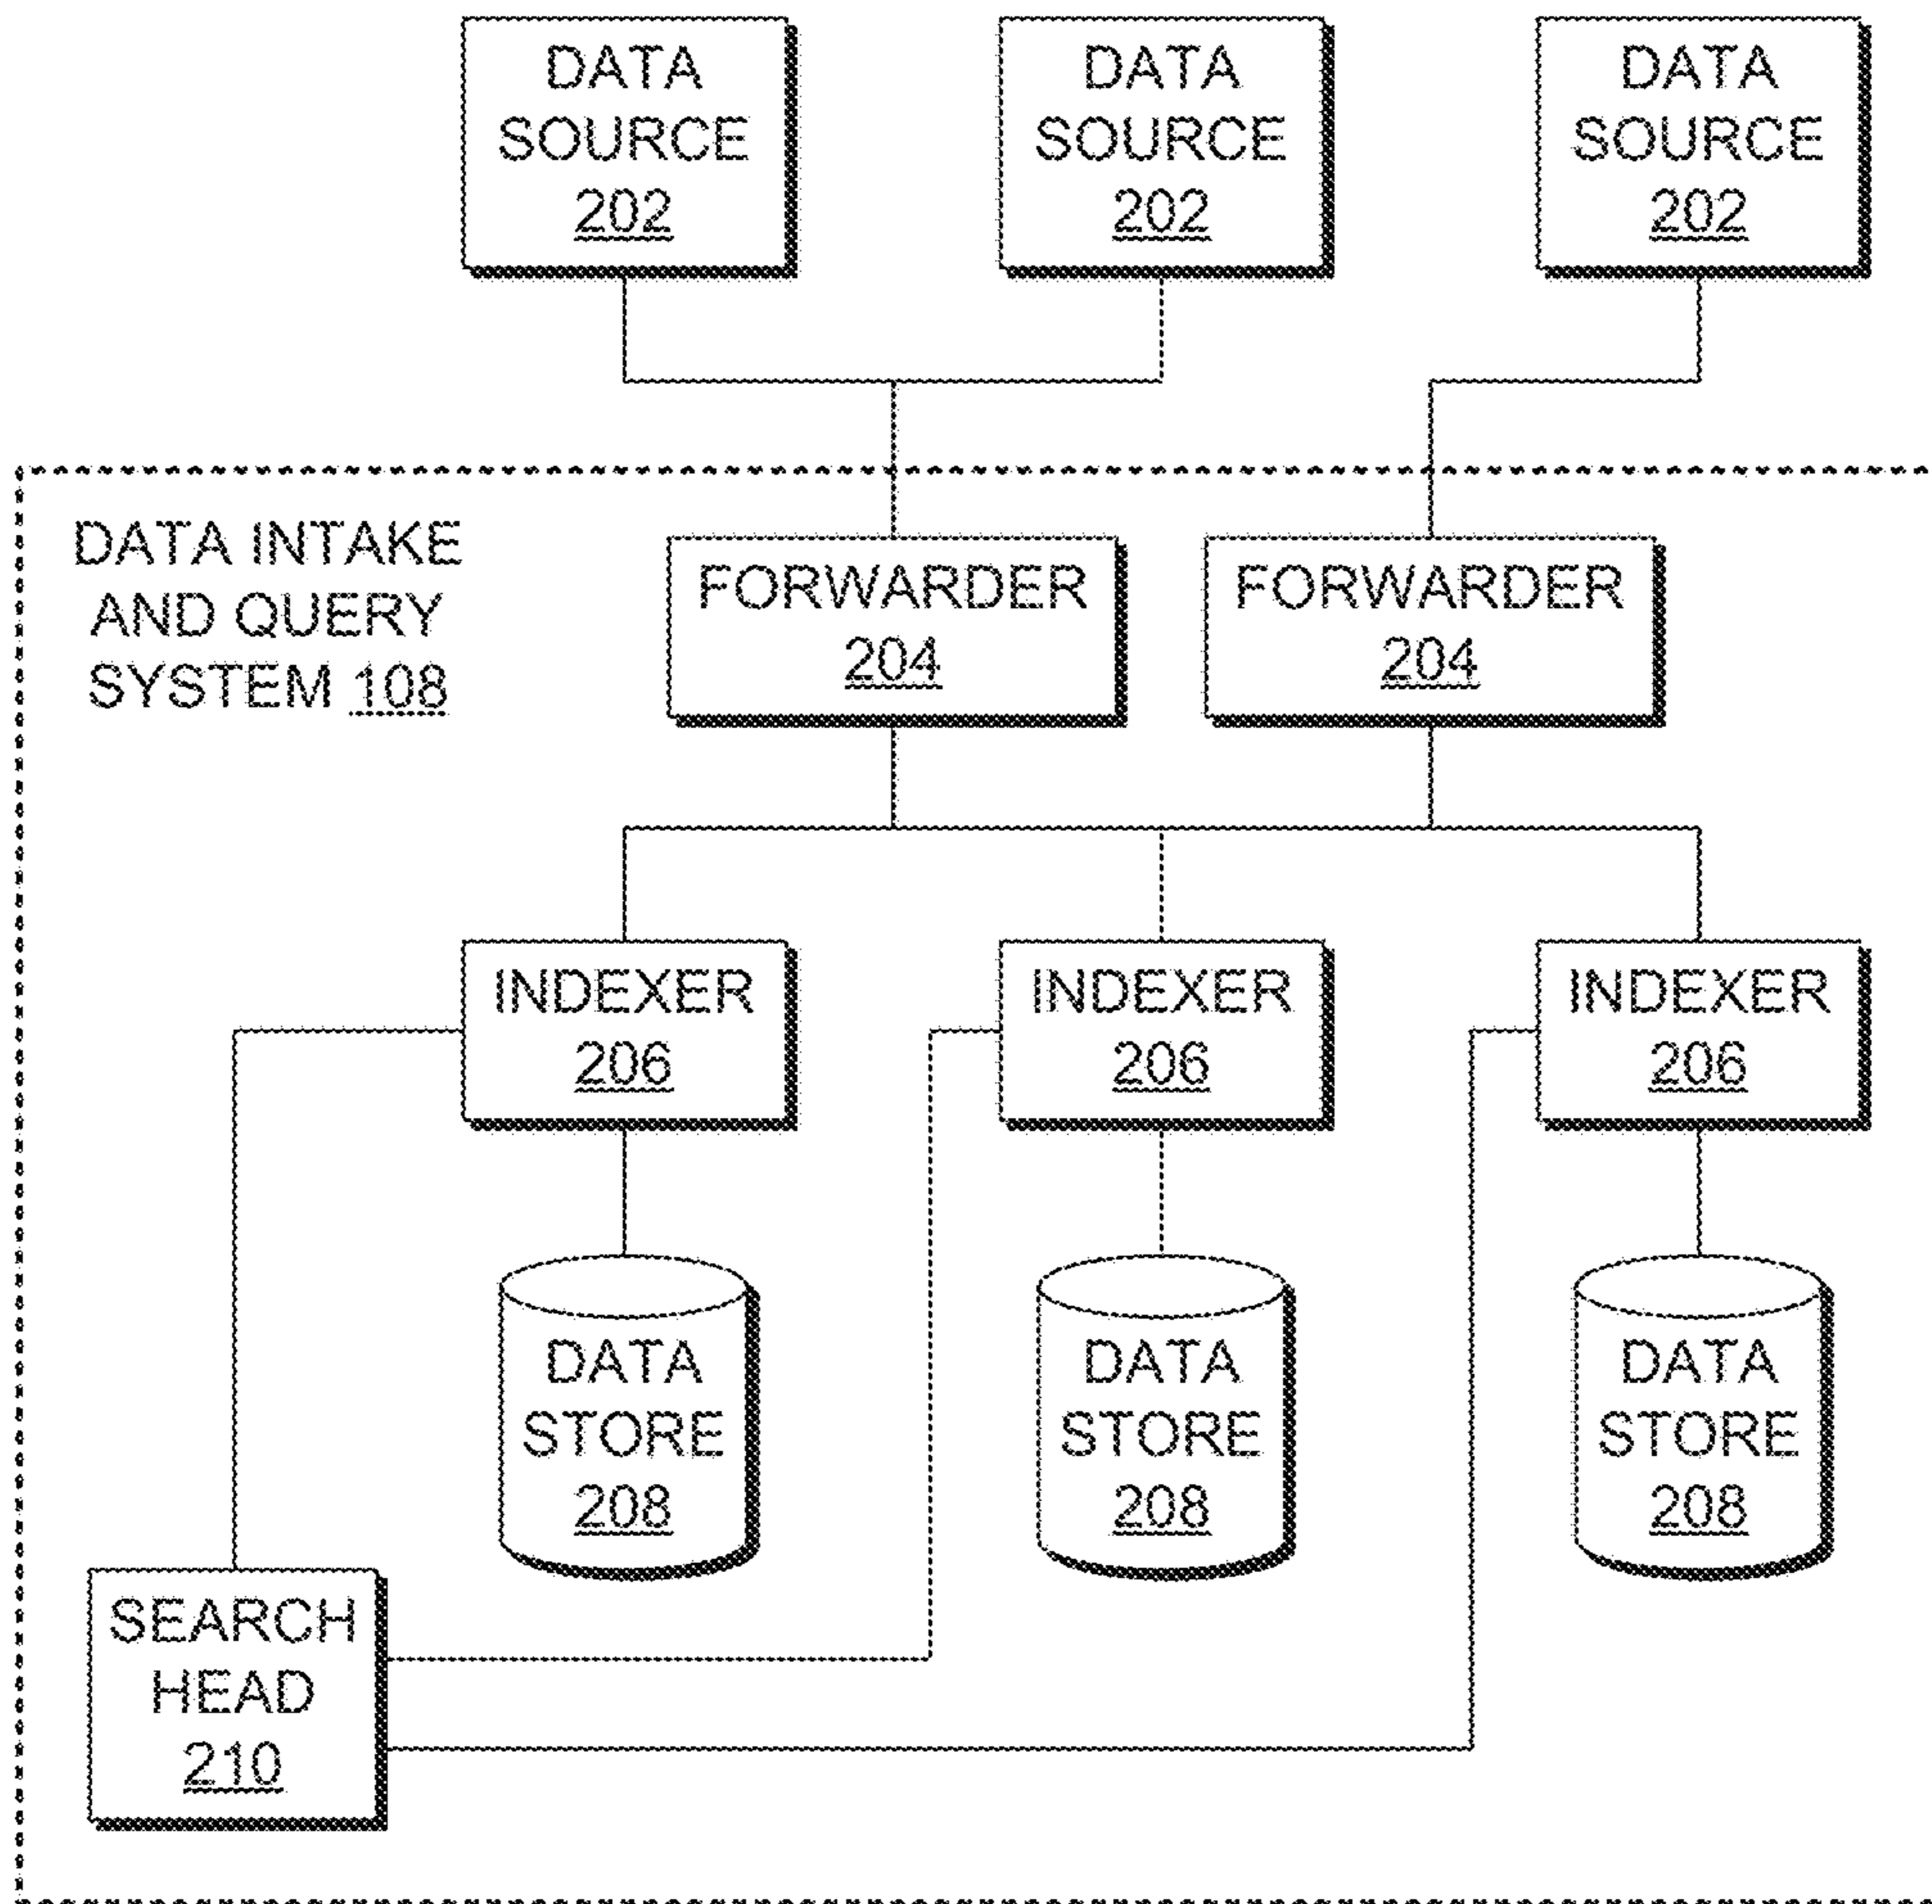 DATA
SOURCE
202
DATA
SOURCE
202
DATA
SOURCE
202
DATA INTAKE
AND QUERY
SYSTEM 108
FORWARDER
204
FORWARDER
204
INDEXER
206
INDEXER
206
INDEXER
206
DATA
STORE
208
DATA
STORE
208
DATA
STORE
208
SEARCH
HEAD
210